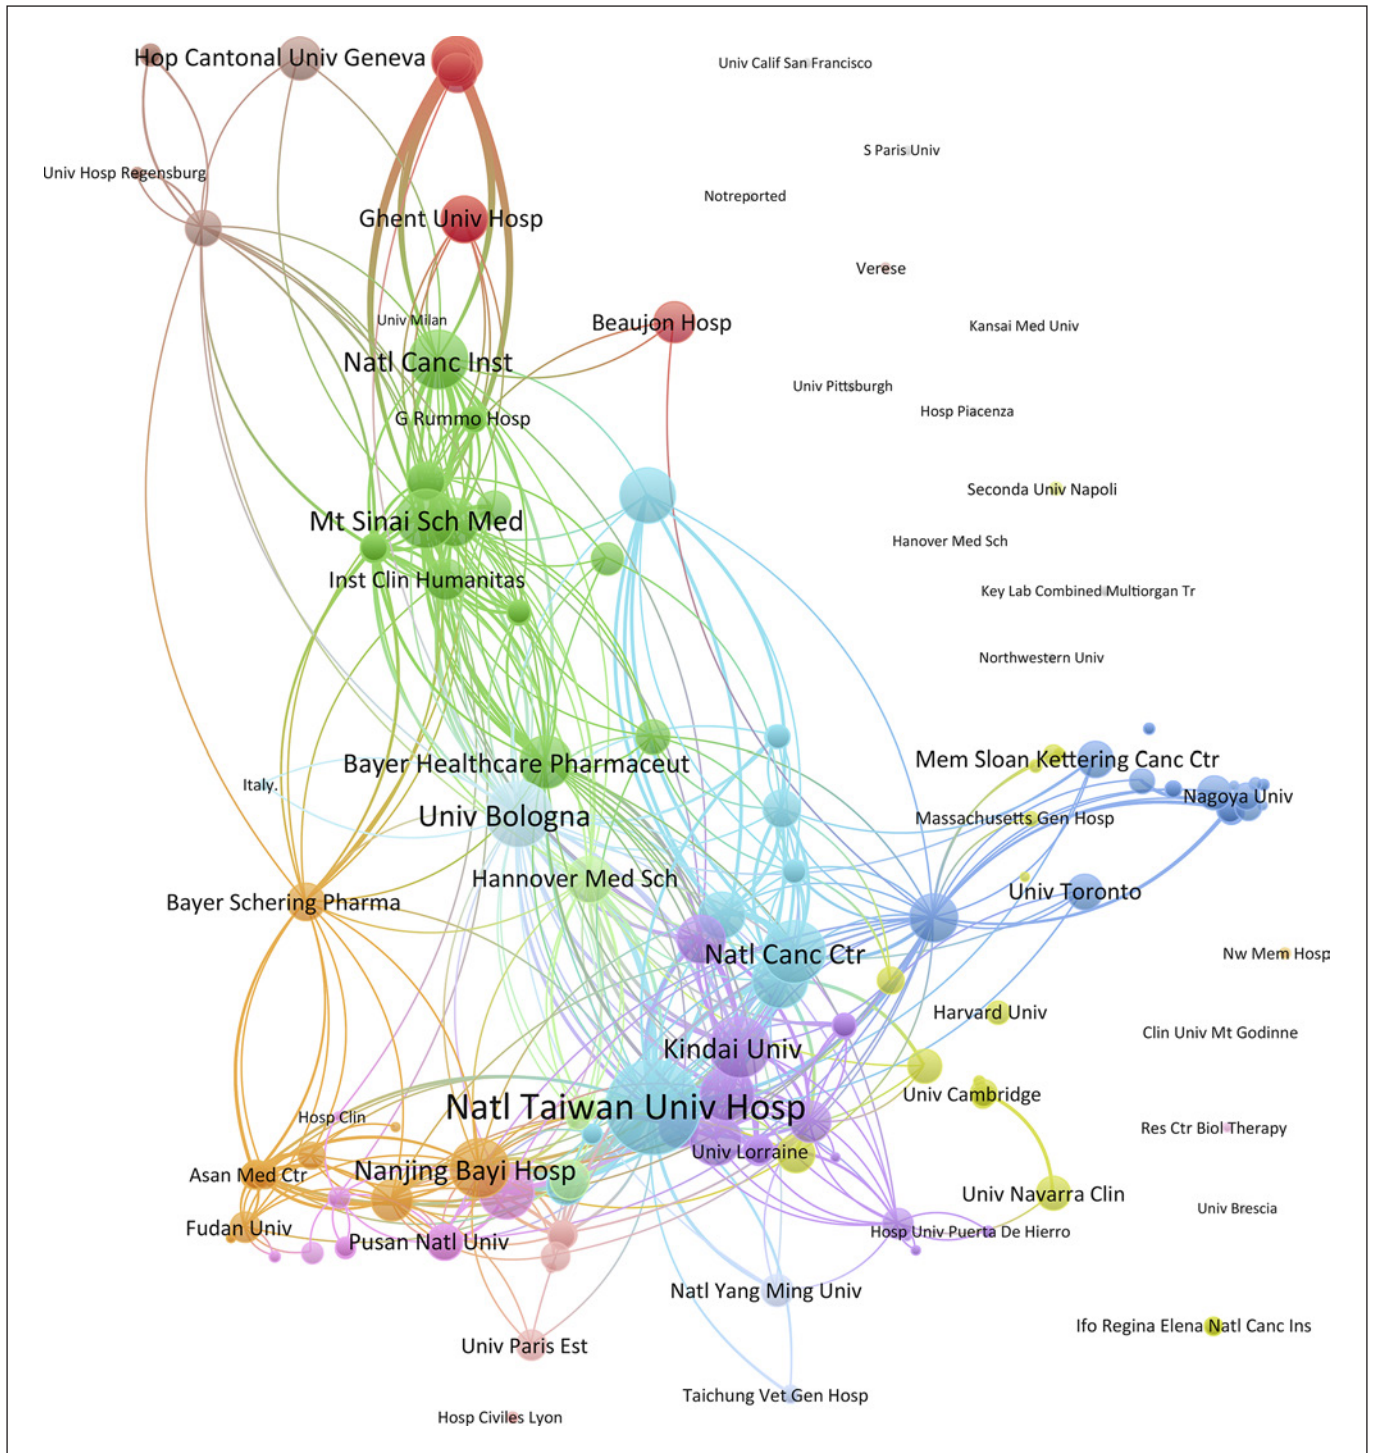 Hop Cantonal Univ Geneva
Univ Calif San Francisco
S Paris Univ
Univ Hosp Regensburg
Notreported
Ghent Univ Hosp
Verese
Univ Milan
Beaujon Hosp
Kansai Med Univ
Natl Canc Inst
Univ Pittsburgh
G Rummo Hosp
Hosp Piacenza
Seconda Univ Napoli
Mt Sinai Sch Med
Hanover Med Sch
Inst Clin Humanitas
Key Lab Combined Multiorgan Tr
Northwestern Univ
Mem Sloan Kettering Canc Ctr
Bayer Healthcare Pharmaceut
Italy.
Nagoya Univ
Univ Bologna
Massachusetts Gen Hosp
Hannover Med Sch
Univ Toronto
Bayer Schering Pharma
Natl Canc Ctr
Nw Mem Hosp
Harvard Univ
Clin Univ Mt Godinne
Kindai Univ
Univ Cambridge
Natl Taiwan Univ Hosp
Hosp Clin
Res Ctr Biol Therapy
Univ Lorraine
Nanjing Bayi Hosp
Asan Med Ctr
Univ Navarra Clin
Univ Brescia
Fudan Univ
Hosp Univ Puerta De Hierro
Pusan Natl Univ
Natl Yang Ming Univ
Ifo Regina Elena Natl Canc Ins
Univ Paris Est
Taichung Vet Gen Hosp
Hosp Civiles Lyon